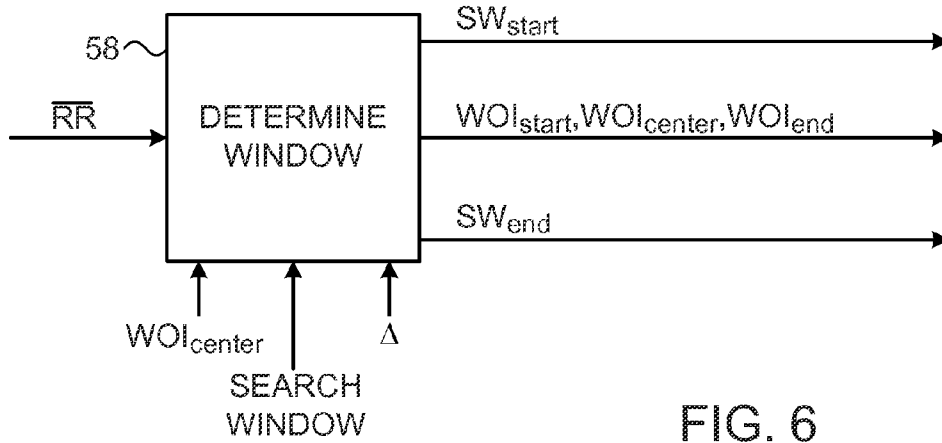 SWstart
58
RR
DETERMINE
WINDOW
WOIstart,WOIcenter,WOIend
SWend
WOIcenter
Δ
SEARCH
WINDOW
FIG. 6